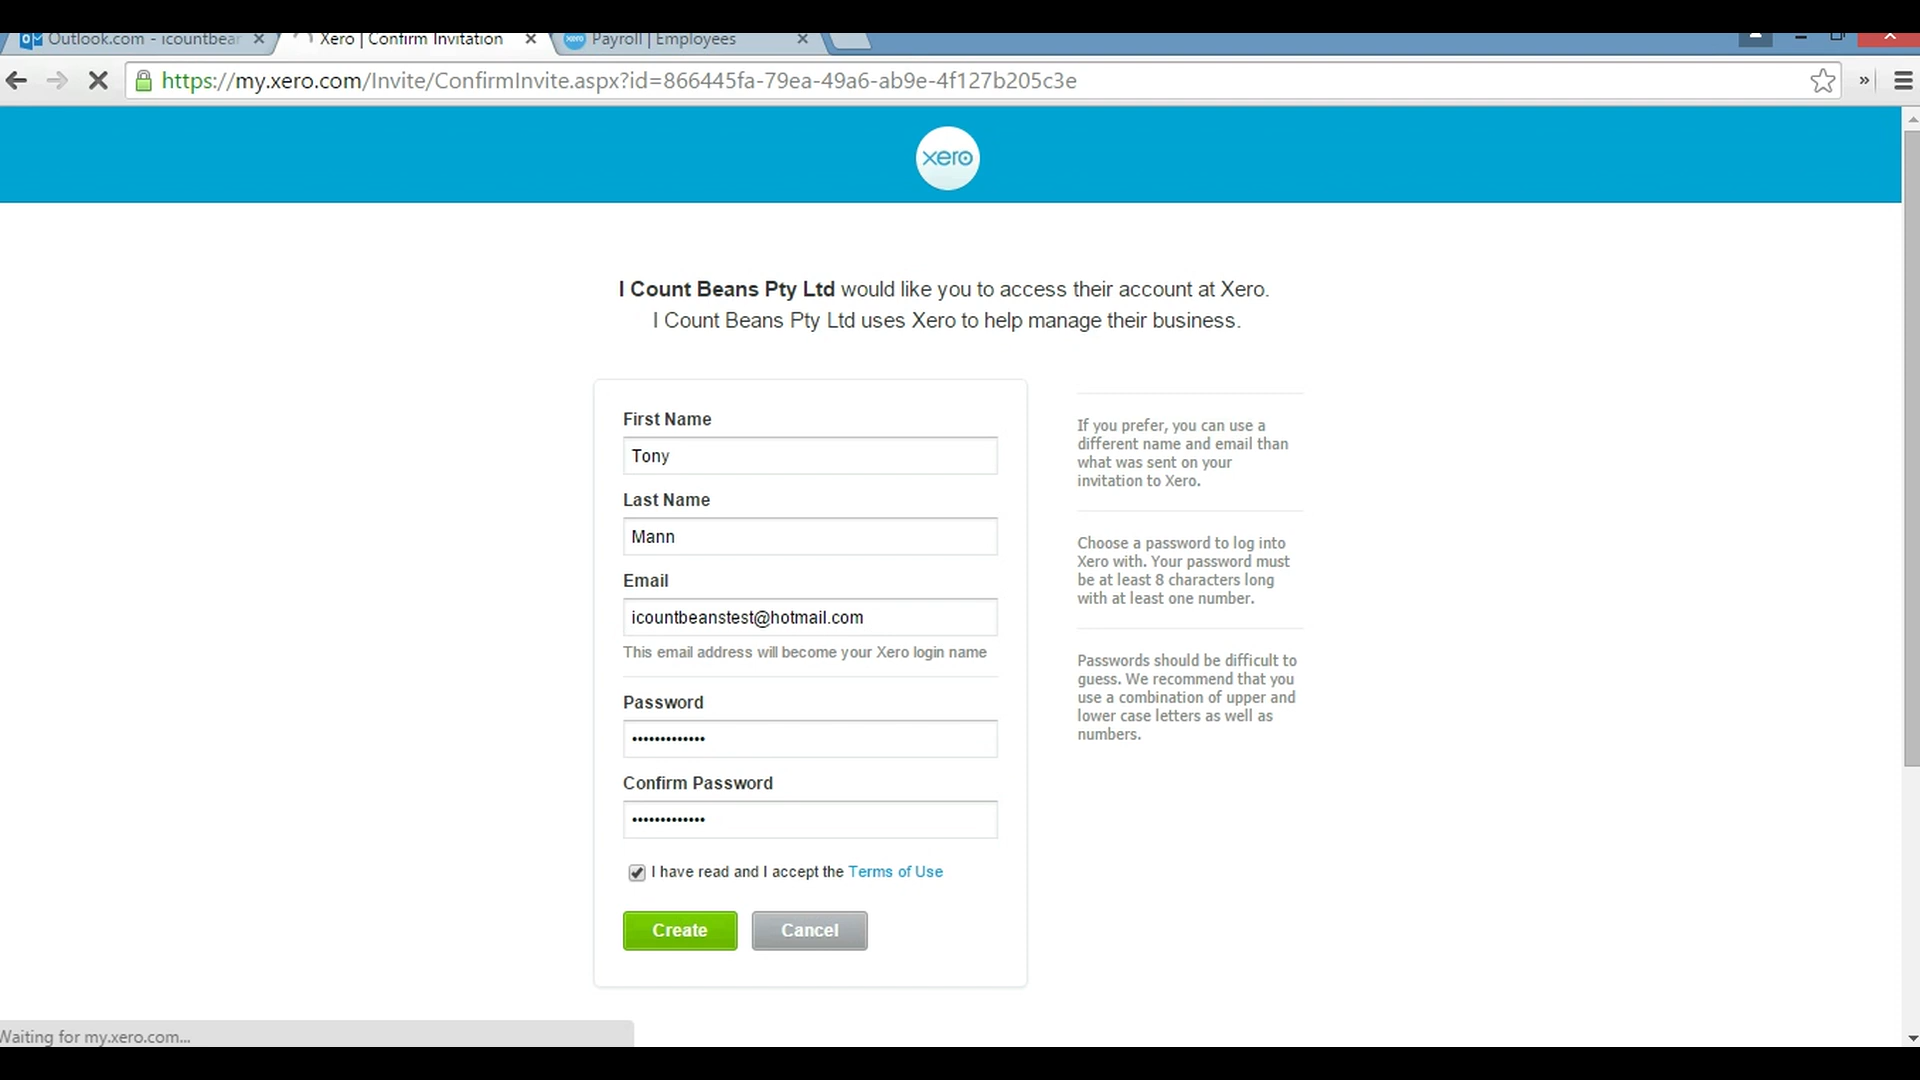 Outlook.com - icountbear
Xero | Confirm Invitation
xero
Payroll | Employees
https://my.xero.com/Invite/ConfirmInvite.aspx?id=866445fa-79ea-49a6-ab9e-4f127b205c3e
xero
I Count Beans Pty Ltd would like you to access their account at Xero.
I Count Beans Pty Ltd uses Xero to help manage their business.
First Name
Tony
Last Name
Mann
Email
icountbeanstest@hotmail.com
This email address will become your Xero login name
Password
•••••••••••••
Confirm Password
•••••••••••••
I have read and I accept the Terms of Use
Create
Cancel
If you prefer, you can use a
different name and email than
what was sent on your
invitation to Xero.
Choose a password to log into
Xero with. Your password must
be at least 8 characters long
with at least one number.
Passwords should be difficult to
guess. We recommend that you
use a combination of upper and
lower case letters as well as
numbers.
Waiting for my.xero.com...